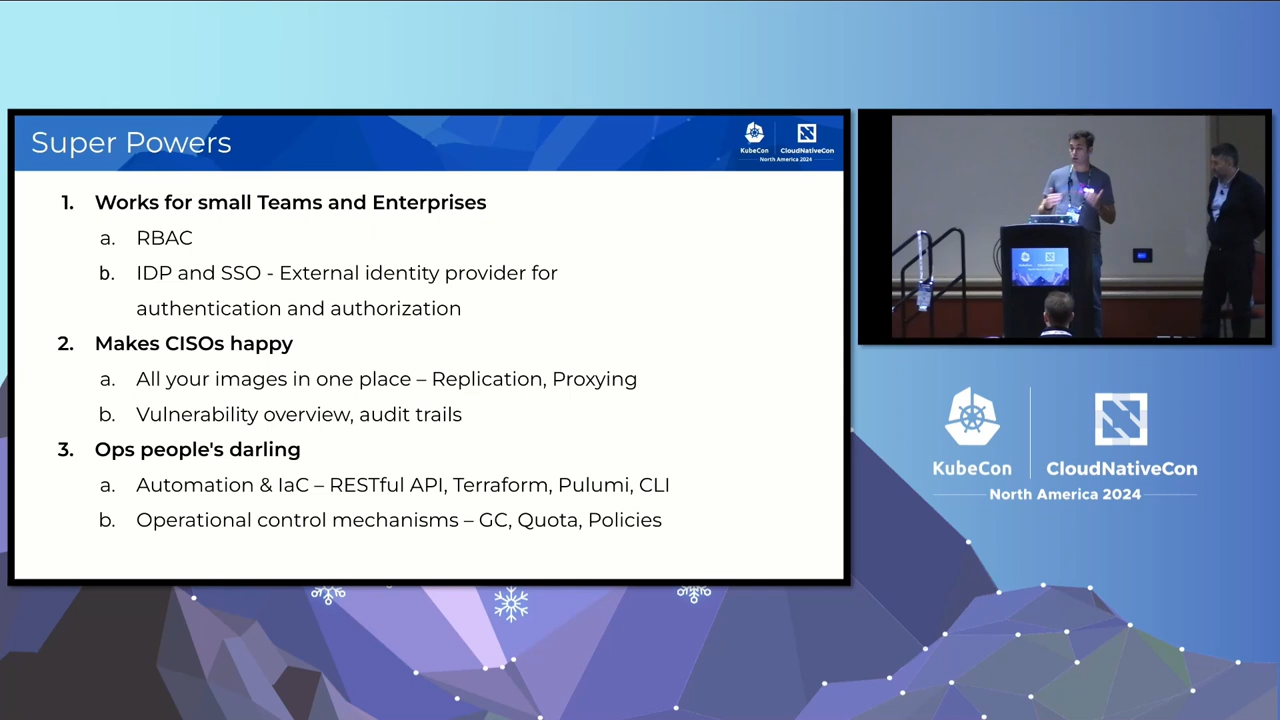 Super Powers
KubeCon
CloudNativeCon
North America 2024
1. Works for small Teams and Enterprises
a. RBAC
b. IDP and SSO - External identity provider for
authentication and authorization
2. Makes CISOs happy
a. All your images in one place – Replication, Proxying
b. Vulnerability overview, audit trails
3. Ops people's darling
a. Automation & IaC – RESTful API, Terraform, Pulumi, CLI
b. Operational control mechanisms – GC, Quota, Policies
KubeCon
CloudNativeCon
North America 2024